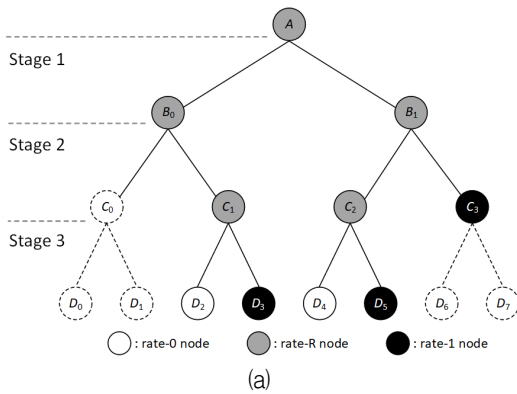 A
Stage 1
B0 B1
Stage 2
C0 C1 C2 C3
Stage 3
D0 D1 D2 D3 D4 D5 D6 D7
: rate-0 node : rate-R node : rate-1 node
(a)